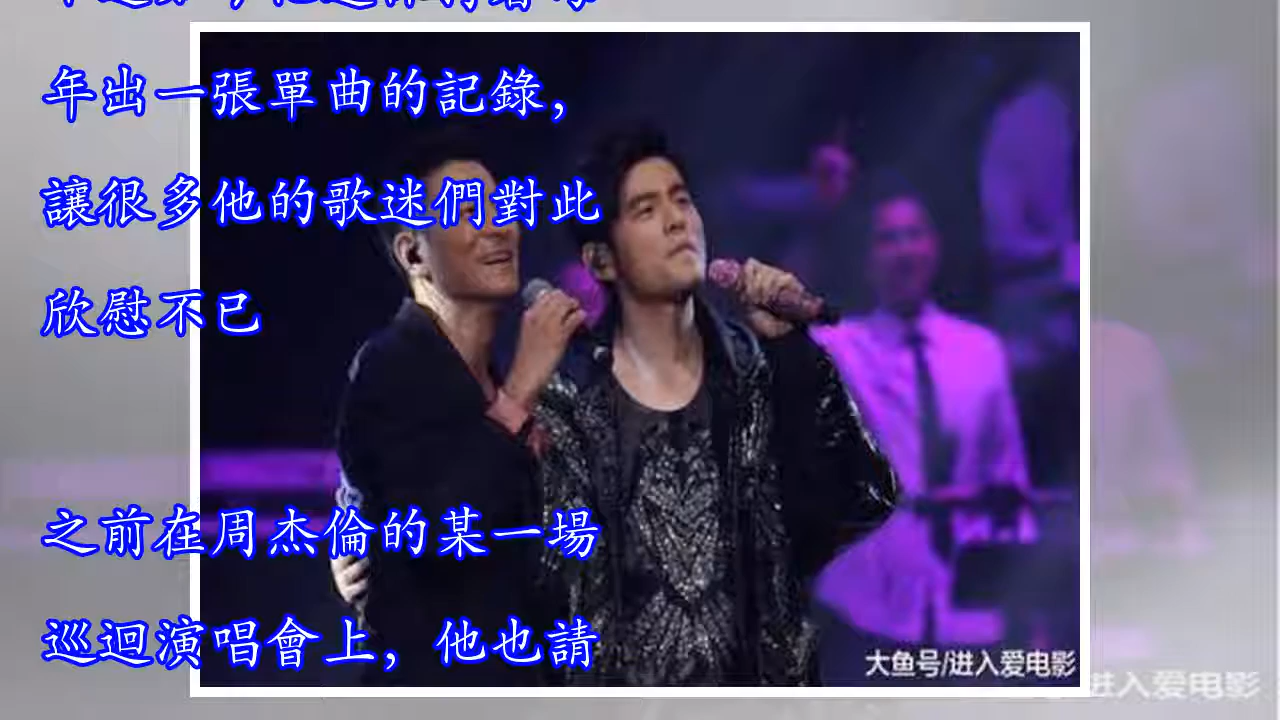 年出一張單曲的記錄，
讓很多他的歌迷們對此
欣慰不已
之前在周杰倫的某一場
巡迴演唱會上，他也請
大鱼号/进入爱电影
进入爱电影